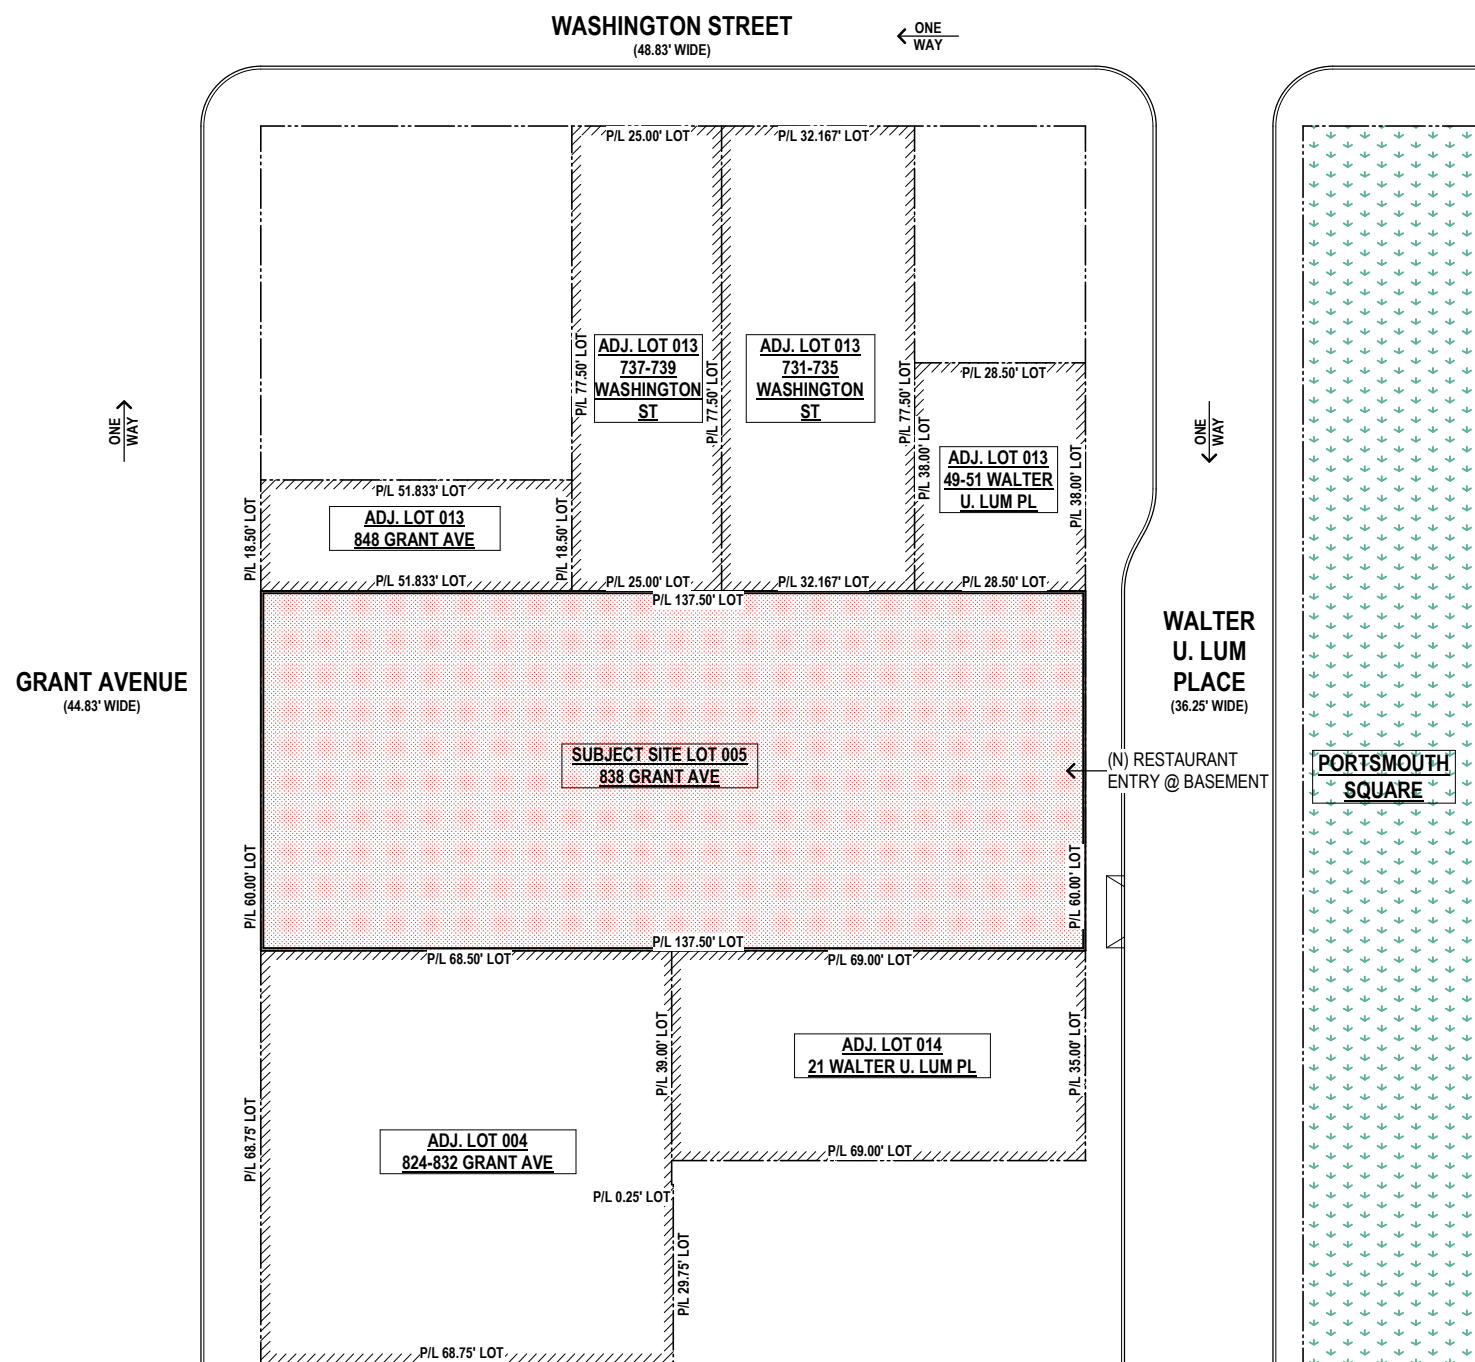 WASHINGTON STREET
(48.83' WIDE)
ONE
WAY
P/L 25.00' LOT
P/L 32.167' LOT
P/L 77.50' LOT
ADJ. LOT 013
737-739
WASHINGTON
ST
P/L 77.50' LOT
ADJ. LOT 013
731-735
WASHINGTON
ST
P/L 77.50' LOT
P/L 28.50' LOT
P/L 38.00' LOT
ADJ. LOT 013
49-51 WALTER
U. LUM PL
P/L 38.00' LOT
ONE
WAY
ONE
WAY
P/L 51.833' LOT
P/L 18.50' LOT
ADJ. LOT 013
848 GRANT AVE
P/L 18.50' LOT
P/L 51.833' LOT
P/L 25.00' LOT
P/L 32.167' LOT
P/L 28.50' LOT
P/L 137.50' LOT
GRANT AVENUE
(44.83' WIDE)
WALTER
U. LUM
PLACE
(36.25' WIDE)
SUBJECT SITE LOT 005
838 GRANT AVE
(N) RESTAURANT
ENTRY @ BASEMENT
PORTSMOUTH
SQUARE
P/L 60.00' LOT
P/L 60.00' LOT
P/L 137.50' LOT
P/L 68.50' LOT
P/L 69.00' LOT
P/L 39.00' LOT
ADJ. LOT 014
21 WALTER U. LUM PL
P/L 35.00' LOT
P/L 68.75' LOT
ADJ. LOT 004
824-832 GRANT AVE
P/L 69.00' LOT
P/L 0.25' LOT
P/L 29.75' LOT
P/L 68.75' LOT